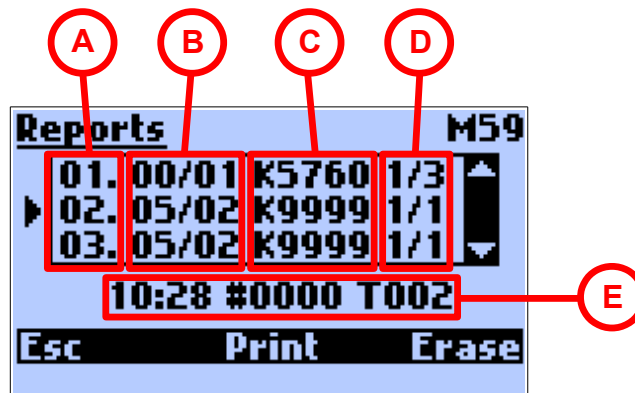 A B C D
Reports M59
01. 00/01 K5760 1/3
02. 05/02 K9999 1/1
03. 05/02 K9999 1/1
10:28 #0000 T002 E
Esc Print Erase